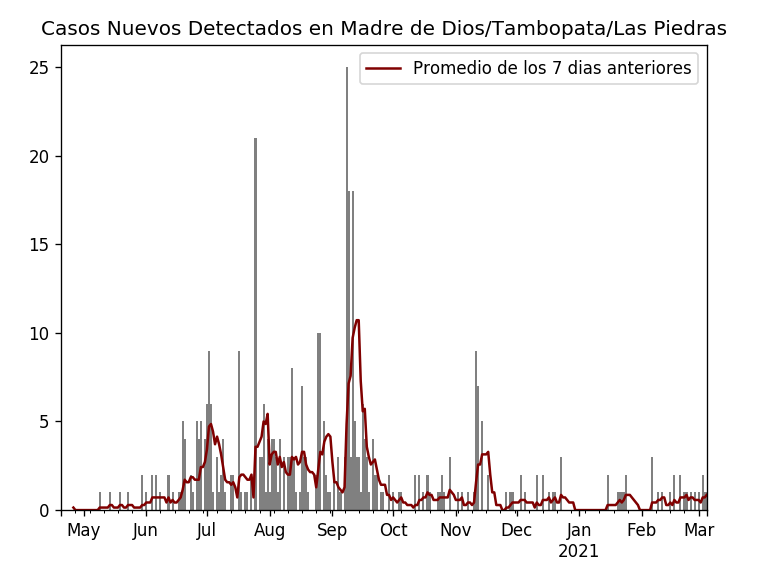 Casos Nuevos Detectados en Madre de Dios/Tambopata/Las Piedras
Promedio de los 7 dias anteriores
25
20
15
10
5
0
May Jun Jul Aug Sep Oct Nov Dec Jan Feb Mar
2021